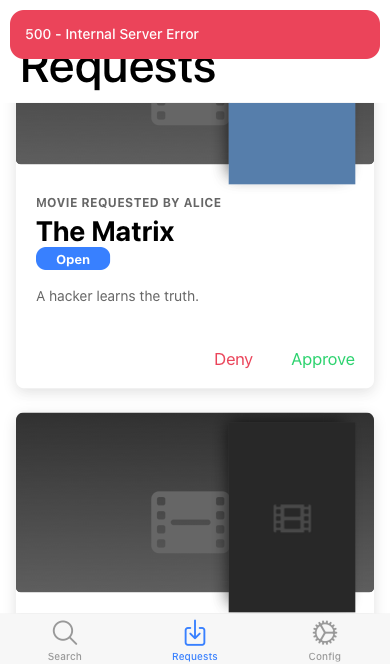 500 - Internal Server Error
Requests
MOVIE REQUESTED BY ALICE
The Matrix
Open
A hacker learns the truth.
Deny Approve
Search Requests Config